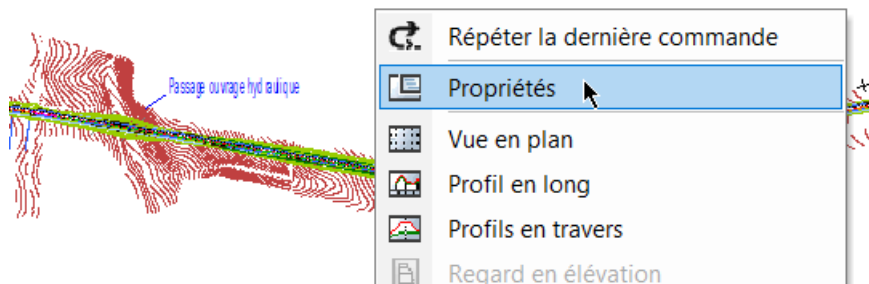 Passage ouvrage hydraulique
Répéter la dernière commande
Propriétés
Vue en plan
Profil en long
Profils en travers
Regard en élévation